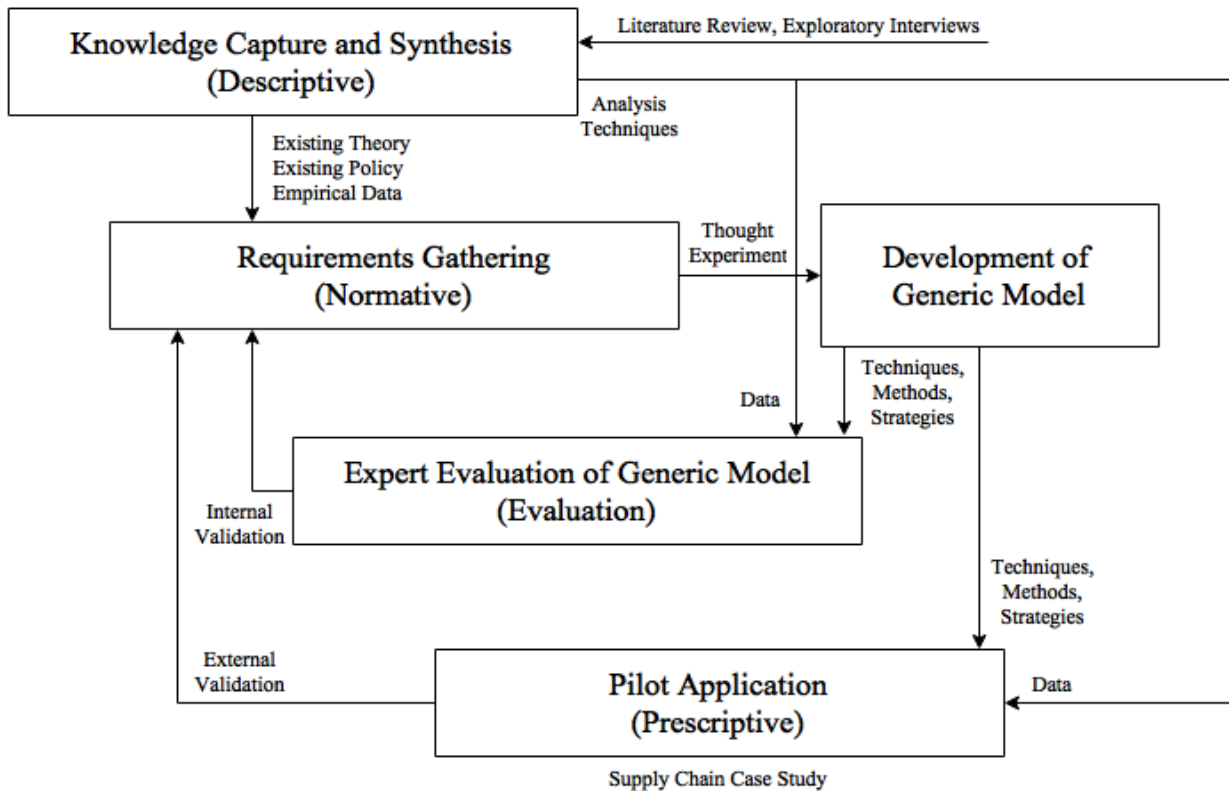 Knowledge Capture and Synthesis
(Descriptive)
Literature Review, Exploratory Interviews
Analysis
Techniques
Existing Theory
Existing Policy
Empirical Data
Requirements Gathering
(Normative)
Thought
Experiment
Development of
Generic Model
Techniques,
Methods,
Strategies
Data
Expert Evaluation of Generic Model
(Evaluation)
Internal
Validation
Techniques,
Methods,
Strategies
External
Validation
Pilot Application
(Prescriptive)
Data
Supply Chain Case Study